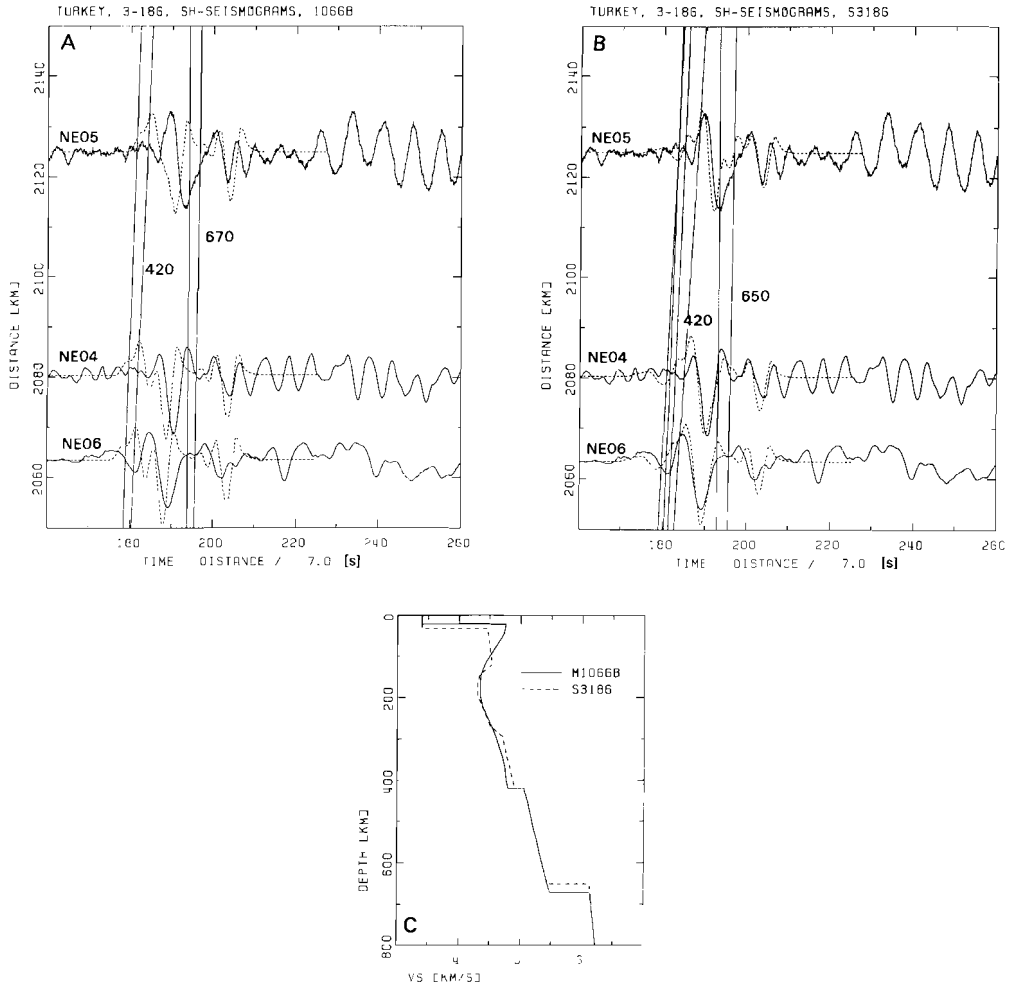 TURKEY, 3-186, SH-SEISMOGRAMS, 1066B
A
2140
2120
2100
2080
2060
DISTANCE [KM]
NE05
NE04
NE06
420
670
180 200 220 240 260
TIME DISTANCE / 7.0 [s]
TURKEY, 3-186, SH-SEISMOGRAMS, S3186
B
2140
2120
2100
2080
2060
DISTANCE [KM]
NE05
NE04
NE06
420
650
180 200 220 240 260
TIME DISTANCE / 7.0 [s]
0
200
400
600
800
DEPTH [KM]
M1066B
S3186
C
4
VS [KM/S]